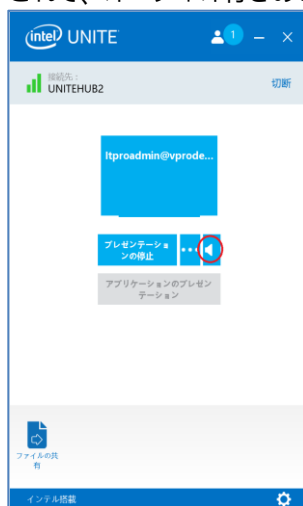 intel UNITE
1
接続先：
UNITEHUB2
切断
Itproadmin@vprode...
プレゼンテーショ
ンの停止
アプリケーションのプレゼン
テーション
ファイルの共
有
インテル搭載